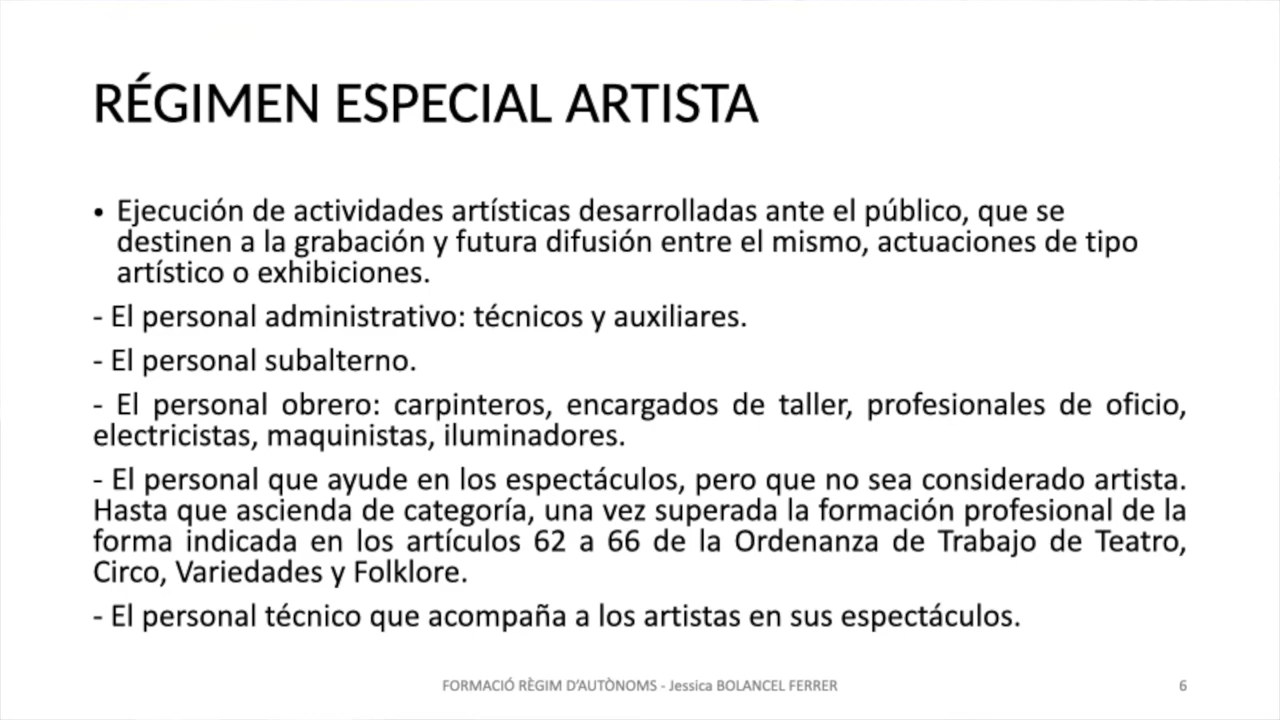 RÉGIMEN ESPECIAL ARTISTA
• Ejecución de actividades artísticas desarrolladas ante el público, que se
destinen a la grabación y futura difusión entre el mismo, actuaciones de tipo
artístico o exhibiciones.
- El personal administrativo: técnicos y auxiliares.
- El personal subalterno.
- El personal obrero: carpinteros, encargados de taller, profesionales de oficio,
electricistas, maquinistas, iluminadores.
- El personal que ayude en los espectáculos, pero que no sea considerado artista.
Hasta que ascienda de categoría, una vez superada la formación profesional de la
forma indicada en los artículos 62 a 66 de la Ordenanza de Trabajo de Teatro,
Circo, Variedades y Folklore.
- El personal técnico que acompaña a los artistas en sus espectáculos.
FORMACIÓ RÈGIM D'AUTÒNOMS - Jessica BOLANCEL FERRER
6